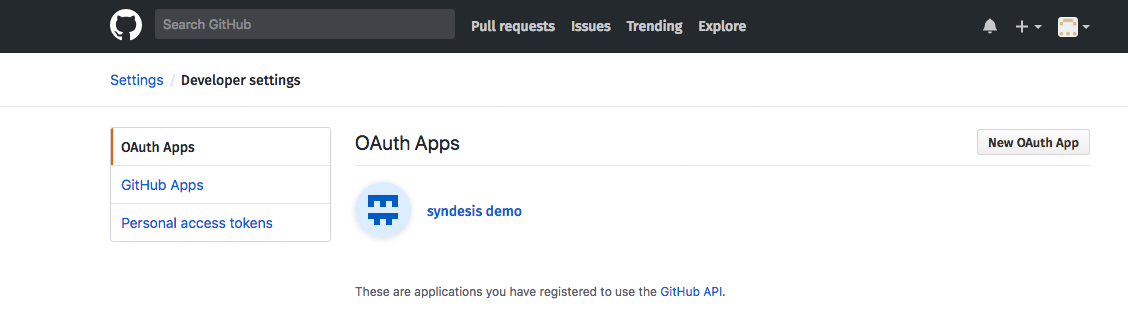 Search GitHub Pull requests Issues Trending Explore
Settings / Developer settings
OAuth Apps
GitHub Apps
Personal access tokens
OAuth Apps
New OAuth App
syndesis demo
These are applications you have registered to use the GitHub API.